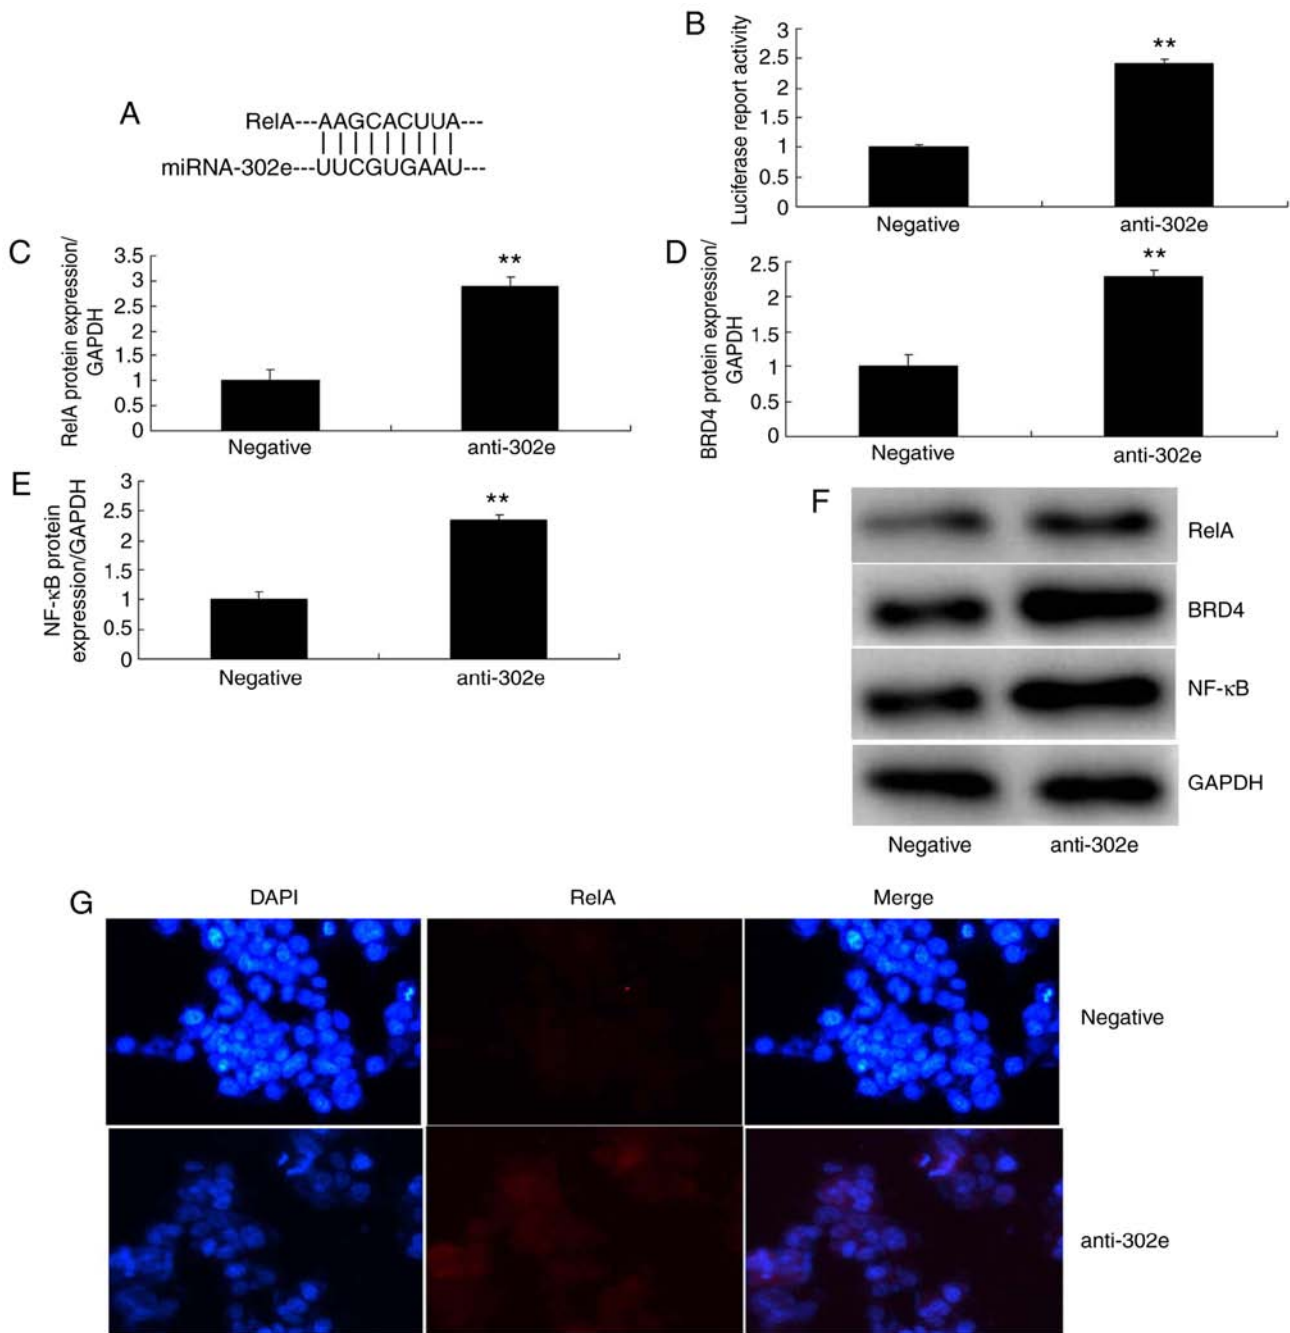 A
RelA---AAGCACUUA---
miRNA-302e---UUCGUGAAU---
B
Luciferase report activity
3
2.5
2
1.5
1
0.5
0
**
Negative
anti-302e
C
RelA protein expression/
GAPDH
3.5
3
2.5
2
1.5
1
0.5
0
**
Negative
anti-302e
D
BRD4 protein expression/
GAPDH
2.5
2
1.5
1
0.5
0
**
Negative
anti-302e
E
NF-κB protein
expression/GAPDH
3
2.5
2
1.5
1
0.5
0
**
Negative
anti-302e
F
RelA
BRD4
NF-κB
GAPDH
Negative
anti-302e
G
DAPI
RelA
Merge
Negative
anti-302e